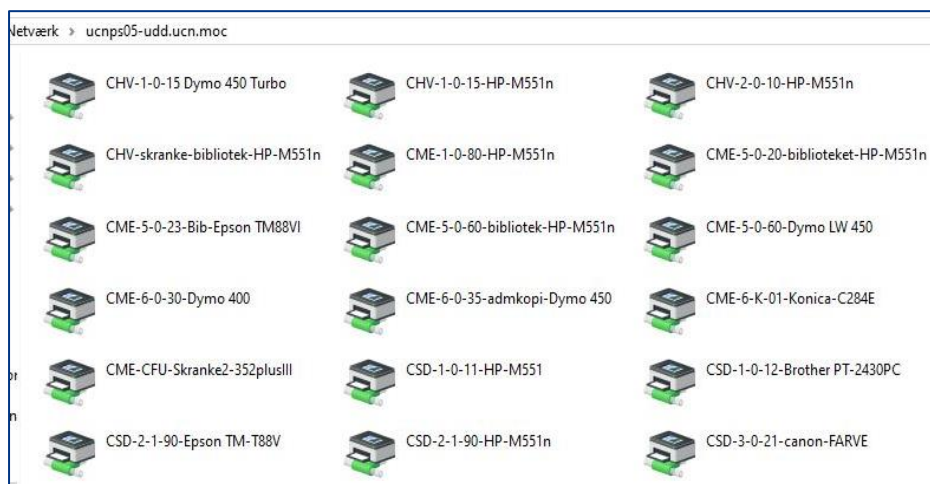 Netværk > ucnps05-udd.ucn.moc
CHV-1-0-15 Dymo 450 Turbo
CHV-1-0-15-HP-M551n
CHV-2-0-10-HP-M551n
CHV-skranke-bibliotek-HP-M551n
CME-1-0-80-HP-M551n
CME-5-0-20-biblioteket-HP-M551n
CME-5-0-23-Bib-Epson TM88VI
CME-5-0-60-bibliotek-HP-M551n
CME-5-0-60-Dymo LW 450
CME-6-0-30-Dymo 400
CME-6-0-35-admkopi-Dymo 450
CME-6-K-01-Konica-C284E
CME-CFU-Skranke2-352plusIII
CSD-1-0-11-HP-M551
CSD-1-0-12-Brother PT-2430PC
CSD-2-1-90-Epson TM-T88V
CSD-2-1-90-HP-M551n
CSD-3-0-21-canon-FARVE